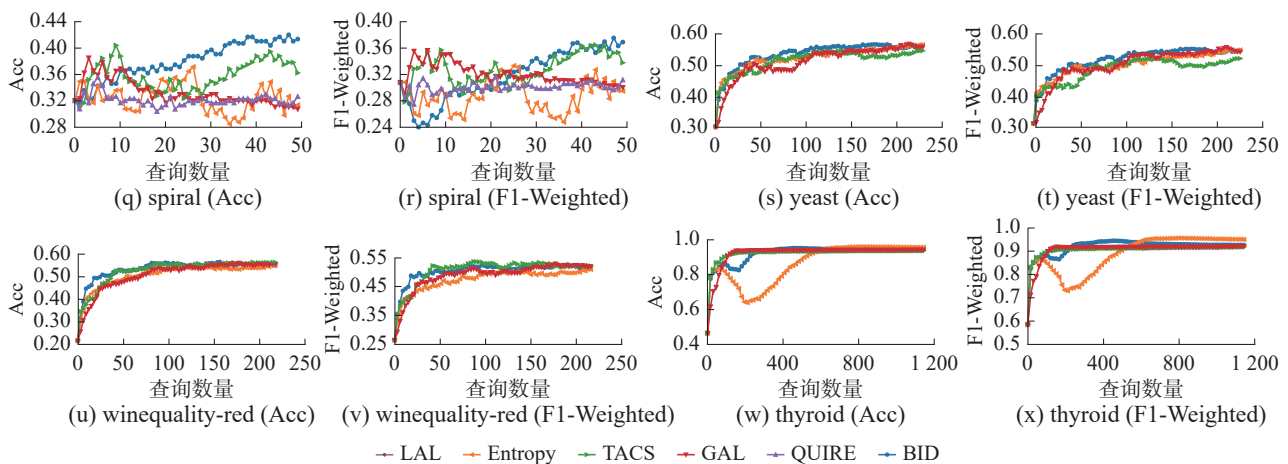 Acc
0.44
0.40
0.36
0.32
0.28
0 10 20 30 40 50
查询数量
(q) spiral (Acc)
F1-Weighted
0.40
0.36
0.32
0.28
0.24
0 10 20 30 40 50
查询数量
(r) spiral (F1-Weighted)
Acc
0.60
0.50
0.40
0.30
0 50 100 150 200 250
查询数量
(s) yeast (Acc)
F1-Weighted
0.60
0.50
0.40
0.30
0 50 100 150 200 250
查询数量
(t) yeast (F1-Weighted)
Acc
0.60
0.50
0.40
0.30
0.20
0 50 100 150 200 250
查询数量
(u) winequality-red (Acc)
F1-Weighted
0.55
0.45
0.35
0.25
0 50 100 150 200 250
查询数量
(v) winequality-red (F1-Weighted)
Acc
1.0
0.8
0.6
0.4
0 400 800 1 200
查询数量
(w) thyroid (Acc)
F1-Weighted
1.0
0.9
0.8
0.7
0.6
0.5
0 400 800 1 200
查询数量
(x) thyroid (F1-Weighted)
LAL Entropy TACS GAL QUIRE BID